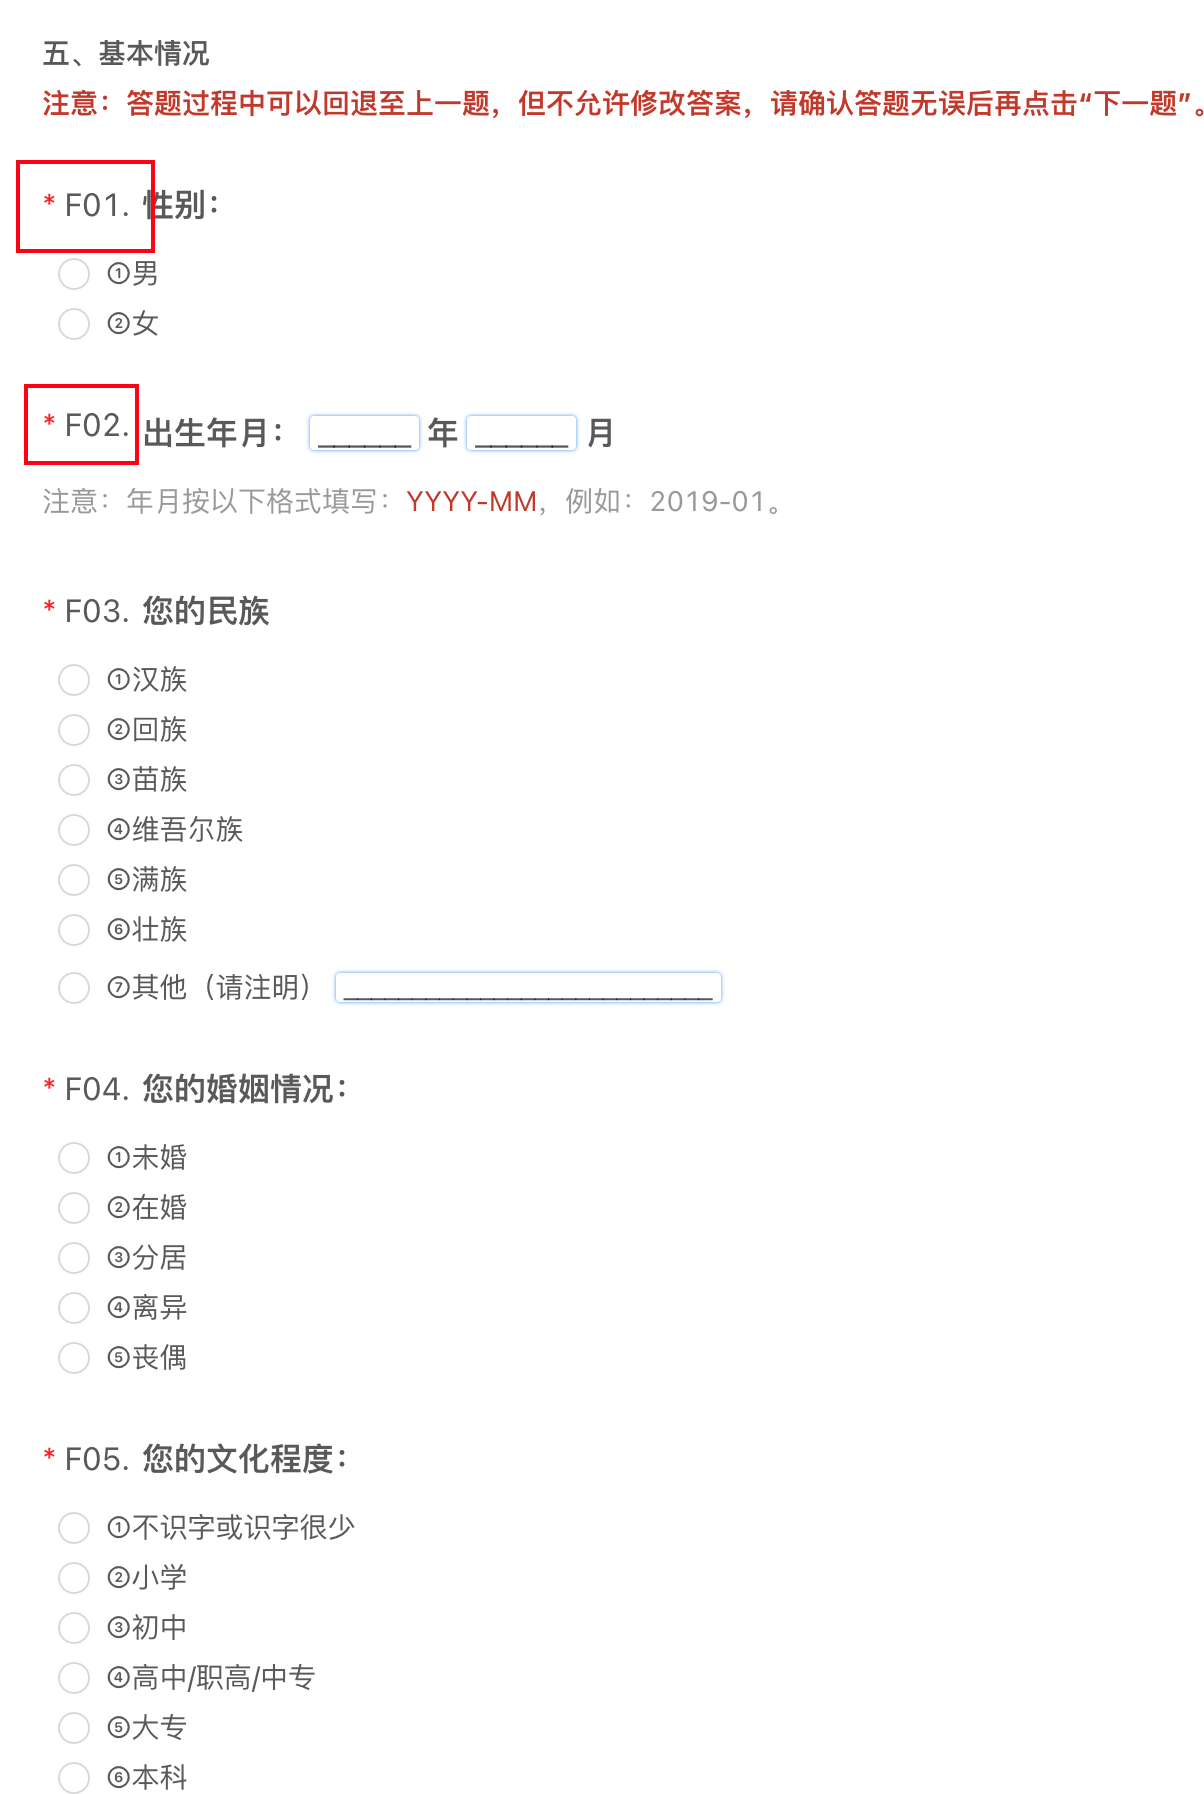 五、基本情况
注意：答题过程中可以回退至上一题，但不允许修改答案，请确认答题无误后再点击“下一题”。
* F01. 性别：
①男
②女
* F02. 出生年月： ______ 年 ______ 月
注意：年月按以下格式填写：YYYY-MM，例如：2019-01。
* F03. 您的民族
①汉族
②回族
③苗族
④维吾尔族
⑤满族
⑥壮族
⑦其他（请注明） ________________________
* F04. 您的婚姻情况：
①未婚
②在婚
③分居
④离异
⑤丧偶
* F05. 您的文化程度：
①不识字或识字很少
②小学
③初中
④高中/职高/中专
⑤大专
⑥本科